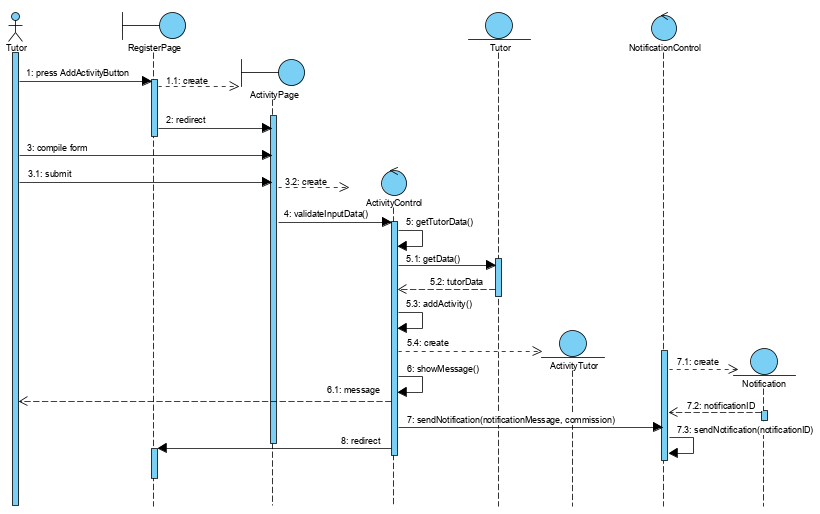 Tutor
RegisterPage
Tutor
NotificationControl
1: press AddActivityButton
1.1: create
ActivityPage
2: redirect
3: compile form
3.1: submit
3.2: create
ActivityControl
4: validateInputData()
5: getTutorData()
5.1: getData()
5.2: tutorData
5.3: addActivity()
5.4: create
ActivityTutor
6: showMessage()
7.1: create
Notification
6.1: message
7.2: notificationID
7: sendNotification(notificationMessage, commission)
7.3: sendNotification(notificationID)
8: redirect